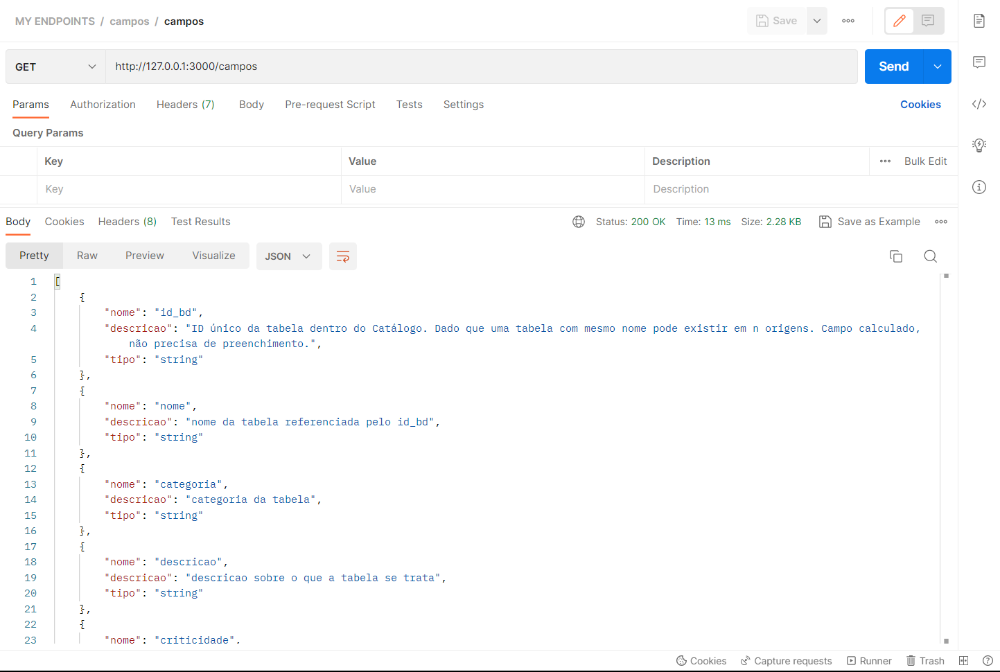 MY ENDPOINTS / campos / campos
Save
GET
http://127.0.0.1:3000/campos
Send
Params Authorization Headers (7) Body Pre-request Script Tests Settings Cookies
Query Params
Key Value Description Bulk Edit
Key Value Description
Body Cookies Headers (8) Test Results Status: 200 OK Time: 13 ms Size: 2.28 KB Save as Example
Pretty Raw Preview Visualize JSON
1 [
2 {
3 "nome": "id_bd",
4 "descricao": "ID único da tabela dentro do Catálogo. Dado que uma tabela com mesmo nome pode existir em n origens. Campo calculado,
não precisa de preenchimento.",
5 "tipo": "string"
6 },
7 {
8 "nome": "nome",
9 "descricao": "nome da tabela referenciada pelo id_bd",
10 "tipo": "string"
11 },
12 {
13 "nome": "categoria",
14 "descricao": "categoria da tabela",
15 "tipo": "string"
16 },
17 {
18 "nome": "descricao",
19 "descricao": "descricao sobre o que a tabela se trata",
20 "tipo": "string"
21 },
22 {
23 "nome": "criticidade",
Cookies Capture requests Runner Trash